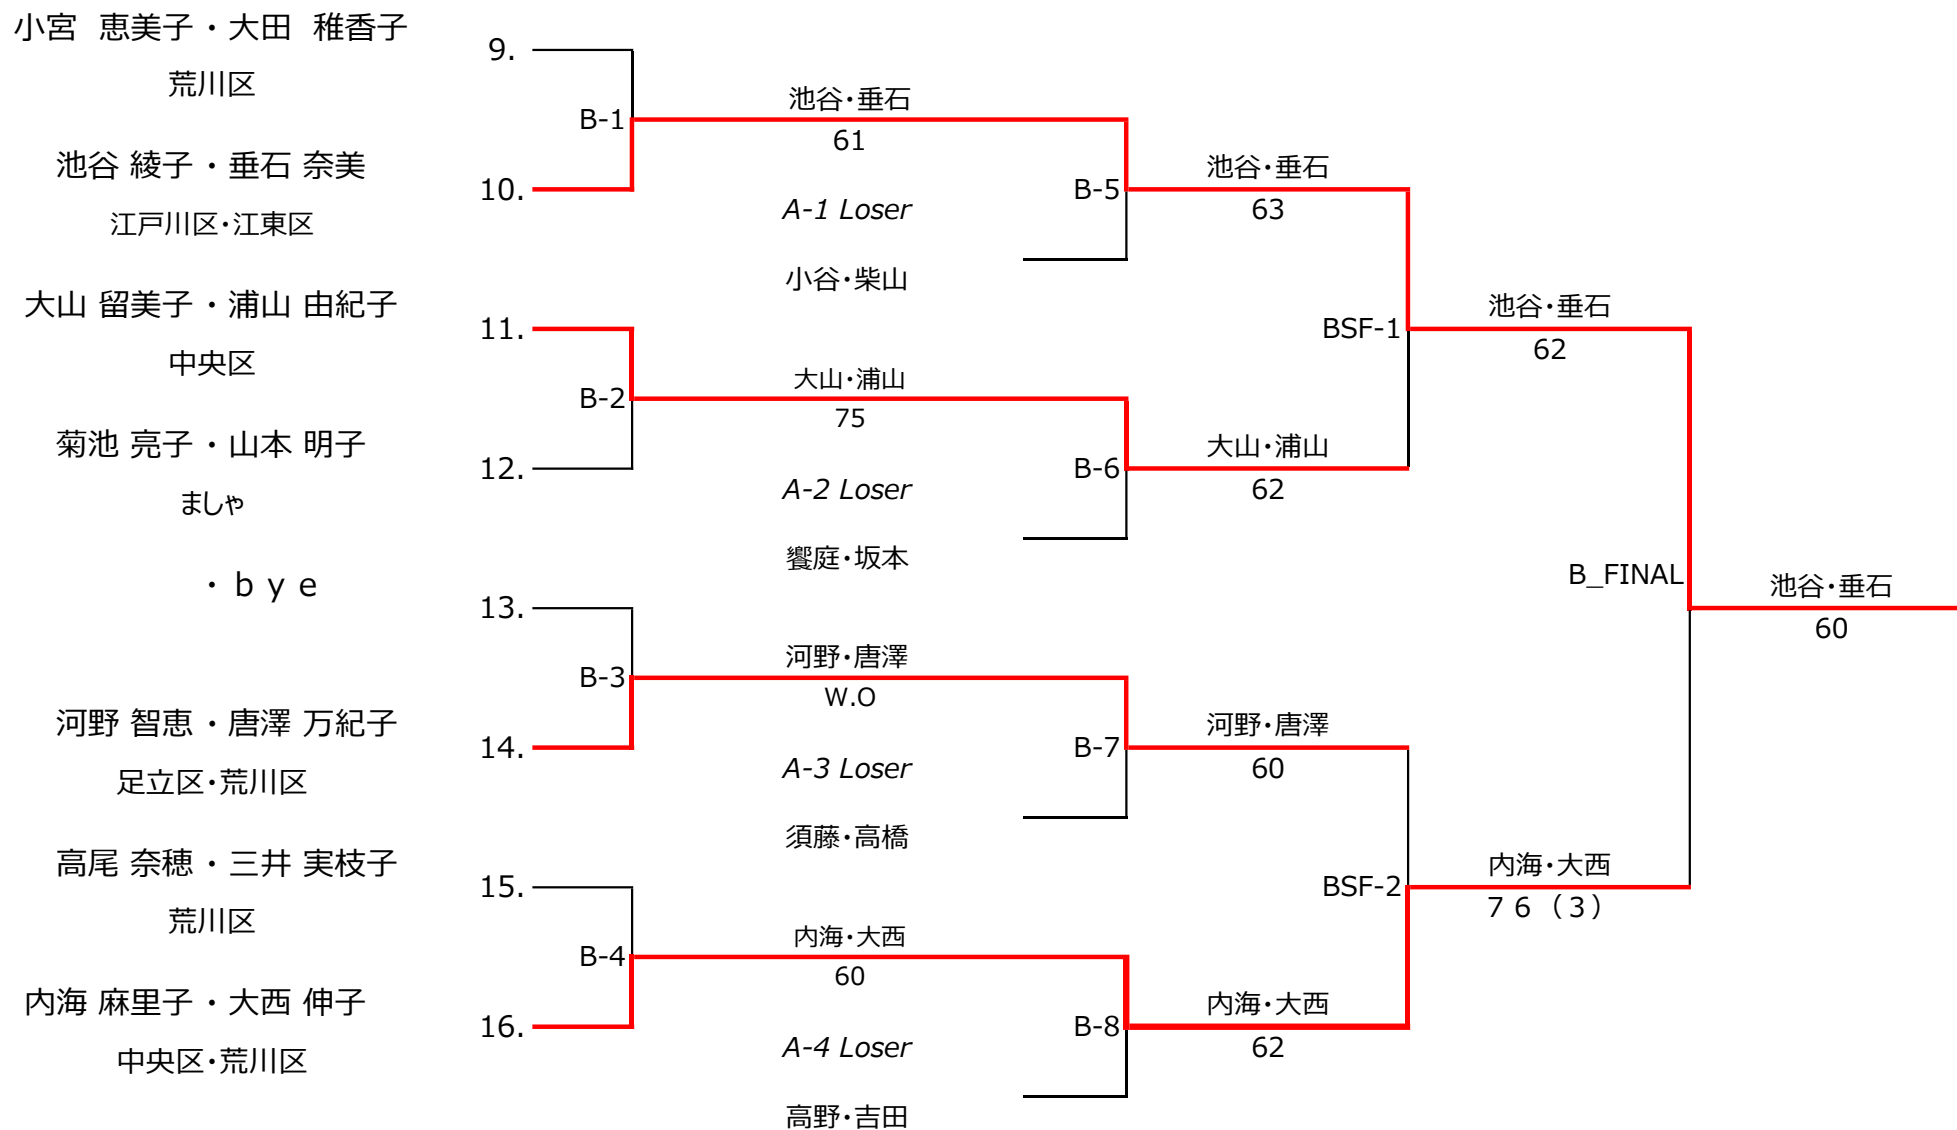 小宮　恵美子・大田　稚香子
9.
荒川区
池谷・垂石
B-1
61
池谷 綾子・垂石 奈美
10.
江戸川区・江東区
A-1 Loser
小谷・柴山
B-5
池谷・垂石
63
大山 留美子・浦山 由紀子
11.
中央区
大山・浦山
B-2
75
菊池 亮子・山本 明子
12.
ましゃ
A-2 Loser
饗庭・坂本
B-6
大山・浦山
62
BSF-1
池谷・垂石
62
・ｂｙｅ
13.
河野・唐澤
B-3
W.O
河野 智恵・唐澤 万紀子
14.
足立区・荒川区
A-3 Loser
須藤・高橋
B-7
河野・唐澤
60
高尾 奈穂・三井 実枝子
15.
荒川区
内海・大西
B-4
60
内海 麻里子・大西 伸子
16.
中央区・荒川区
A-4 Loser
高野・吉田
B-8
内海・大西
62
BSF-2
内海・大西
７６（３）
B_FINAL
池谷・垂石
60